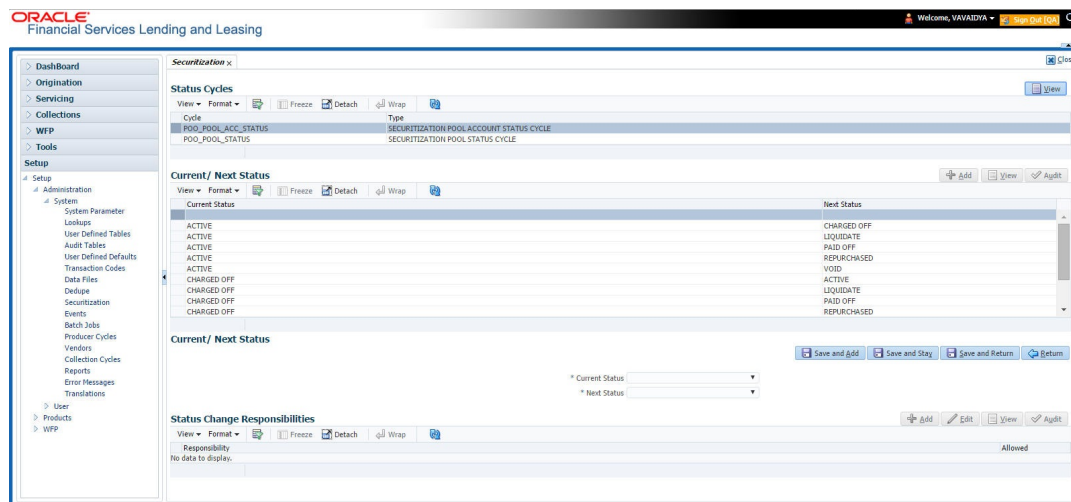 ORACLE®
Financial Services Lending and Leasing
Welcome, VAVAIDYA
Sign Out [QA]
DashBoard
Origination
Servicing
Collections
WFP
Tools
Setup
Setup
Administration
System
System Parameter
Lookups
User Defined Tables
Audit Tables
User Defined Defaults
Transaction Codes
Data Files
Dedupe
Securitization
Events
Batch Jobs
Producer Cycles
Vendors
Collection Cycles
Reports
Error Messages
Translations
User
Products
WFP
Securitization x
Clos
Status Cycles
View
View Format Freeze Detach Wrap
Cycle Type
POO_POOL_ACC_STATUS SECURITIZATION POOL ACCOUNT STATUS CYCLE
POO_POOL_STATUS SECURITIZATION POOL STATUS CYCLE
Current/ Next Status
Add View Audit
View Format Freeze Detach Wrap
Current Status Next Status
ACTIVE CHARGED OFF
ACTIVE LIQUIDATE
ACTIVE PAID OFF
ACTIVE REPURCHASED
ACTIVE VOID
CHARGED OFF ACTIVE
CHARGED OFF LIQUIDATE
CHARGED OFF PAID OFF
CHARGED OFF REPURCHASED
Current/ Next Status
Save and Add Save and Stay Save and Return Return
* Current Status
* Next Status
Status Change Responsibilities
Add Edit View Audit
View Format Freeze Detach Wrap
Responsibility Allowed
No data to display.